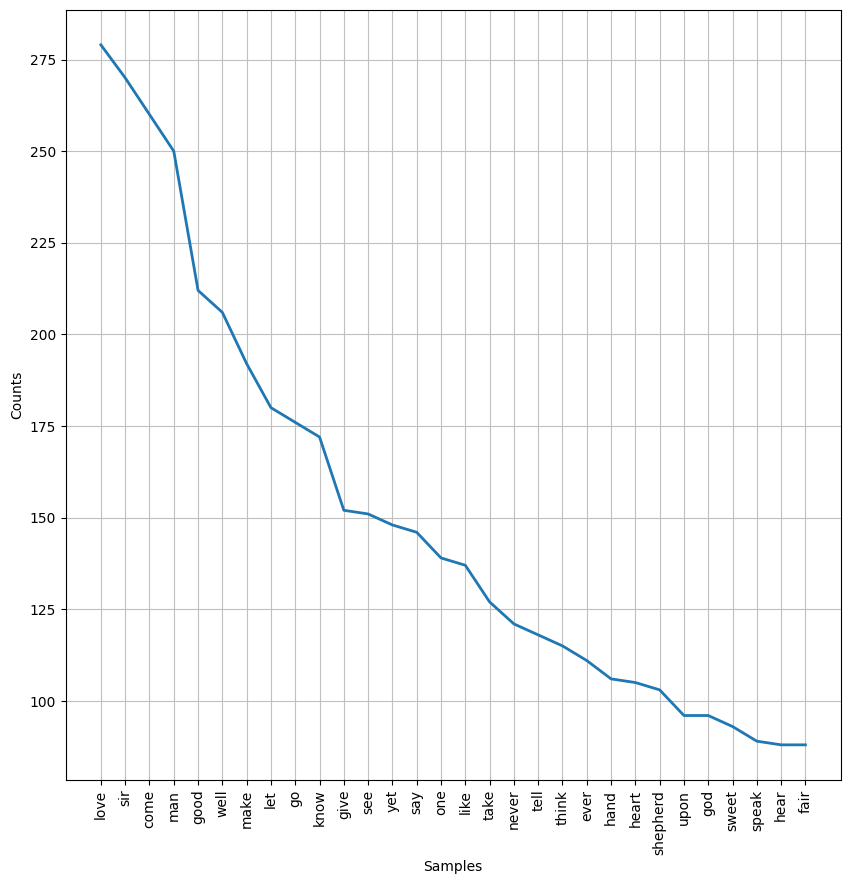 275
250
225
200
175
150
125
100
Counts
love
sir
come
man
good
well
make
let
go
know
give
see
yet
say
one
like
take
never
tell
think
ever
hand
heart
shepherd
upon
god
sweet
speak
hear
fair
Samples